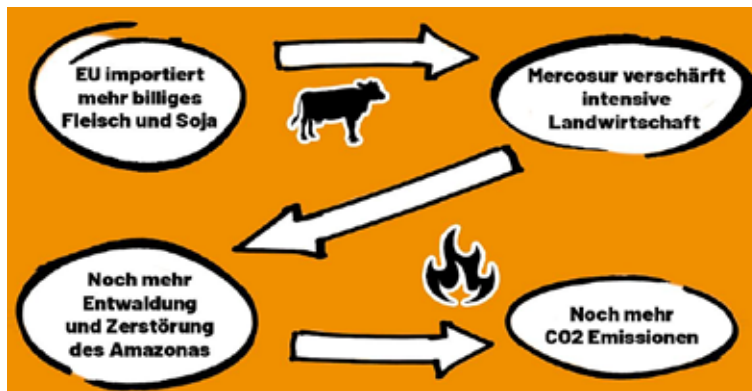 EU importiert
mehr billiges
Fleisch und Soja
Mercosur verschärft
intensive
Landwirtschaft
Noch mehr
Entwaldung
und Zerstörung
des Amazonas
Noch mehr
CO2 Emissionen